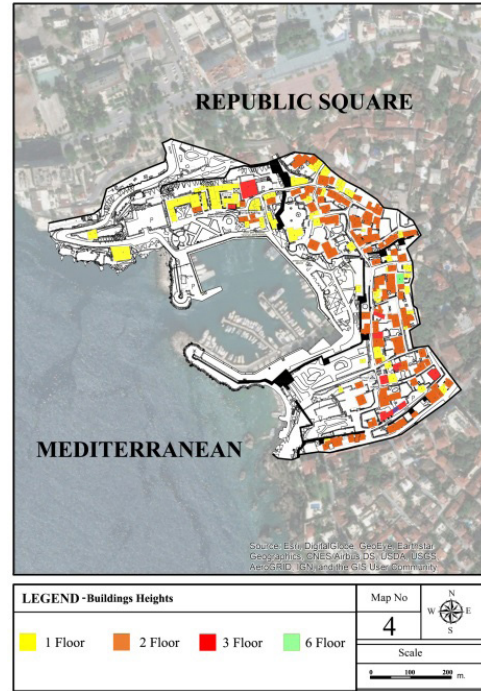 REPUBLIC SQUARE
MEDITERRANEAN
Source: Esri, DigitalGlobe, GeoEye, Earthstar
Geographics, CNES/Airbus DS, USDA, USGS,
AeroGRID, IGN, and the GIS User Community
LEGEND - Buildings Heights
1 Floor
2 Floor
3 Floor
6 Floor
Map No
4
N
W
E
S
Scale
0 100 200 m.